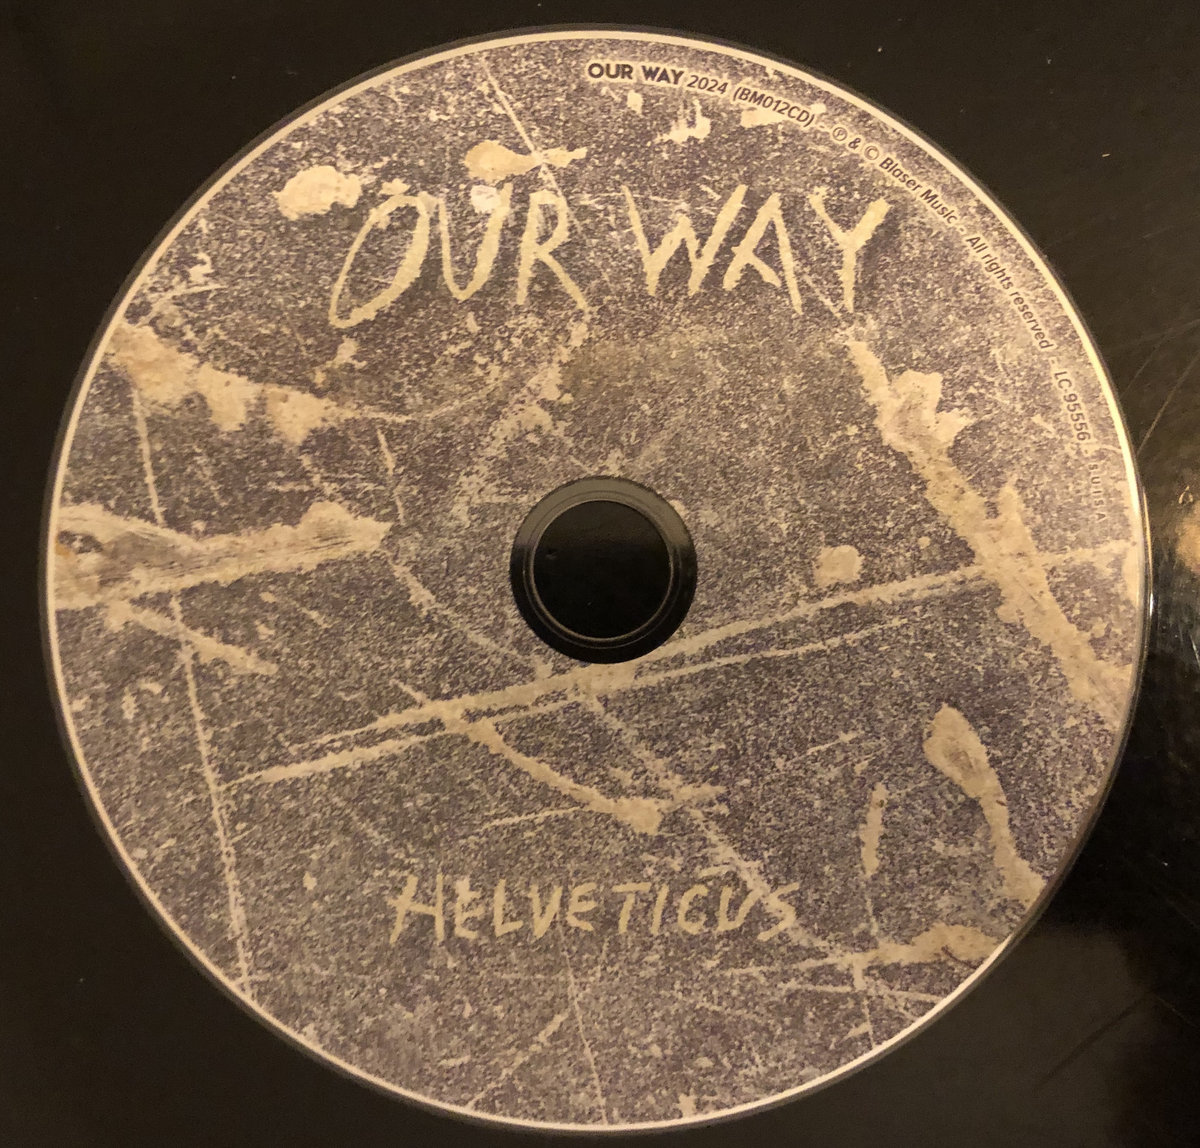 OUR WAY 2024 (BM012CD) - ℗ & © Blaser Music - All rights reserved - LC-95556 -
OUR WAY
HELVETICUS